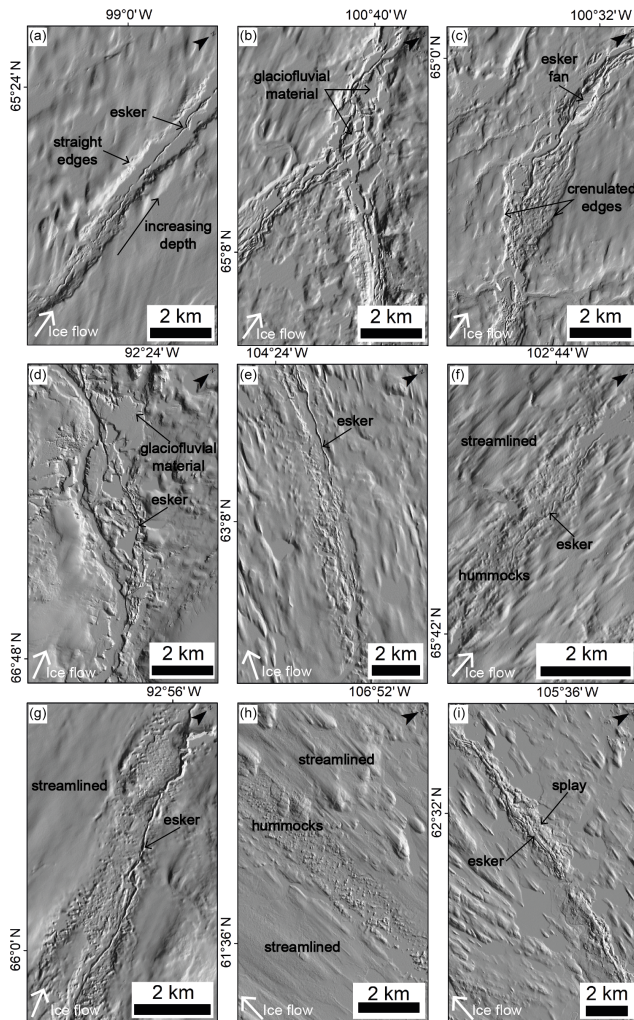 99°0' W
100°40' W
100°32' W
(a)
65°24' N
esker
straight
edges
increasing
depth
Ice flow
2 km
(b)
glaciofluvial
material
65°8' N
Ice flow
2 km
(c)
65°0' N
esker
fan
crenulated
edges
Ice flow
2 km
92°24' W
104°24' W
102°44' W
(d)
glaciofluvial
material
esker
66°48' N
Ice flow
2 km
(e)
esker
63°8' N
Ice flow
2 km
(f)
streamlined
esker
hummocks
65°42' N
Ice flow
2 km
92°56' W
106°52' W
105°36' W
(g)
streamlined
esker
66°0' N
Ice flow
2 km
(h)
streamlined
hummocks
61°36' N
streamlined
Ice flow
2 km
(i)
62°32' N
splay
esker
Ice flow
2 km